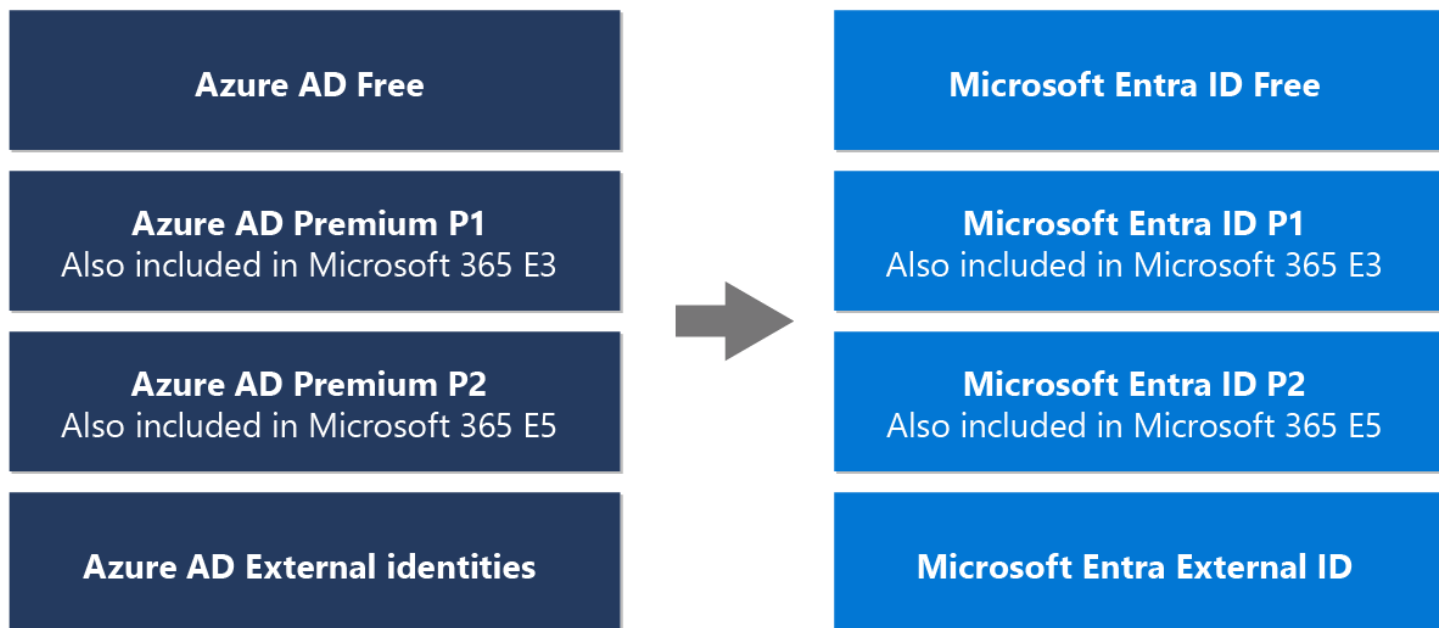 Azure AD Free
Azure AD Premium P1
Also included in Microsoft 365 E3
Azure AD Premium P2
Also included in Microsoft 365 E5
Azure AD External identities
Microsoft Entra ID Free
Microsoft Entra ID P1
Also included in Microsoft 365 E3
Microsoft Entra ID P2
Also included in Microsoft 365 E5
Microsoft Entra External ID